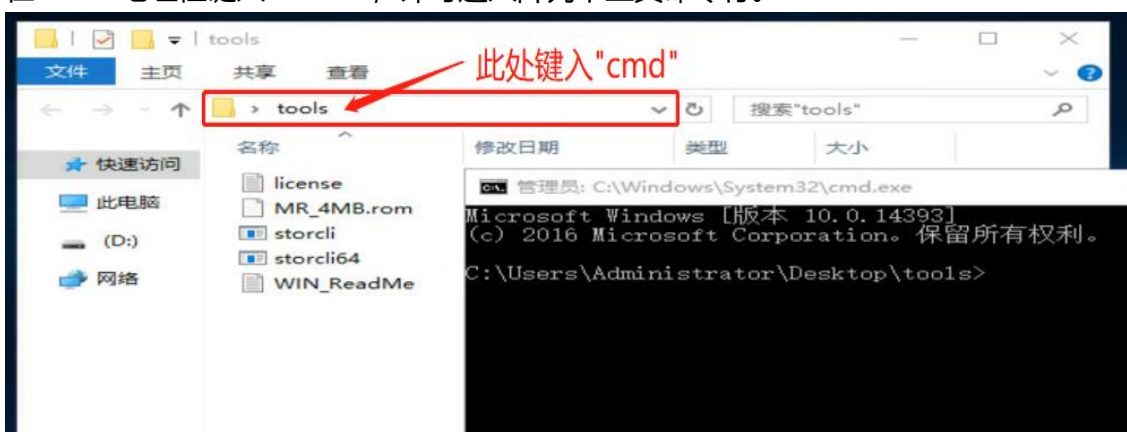 tools
此处键入"cmd"
文件 主页 共享 查看
> tools
搜索"tools"
名称 修改日期 类型 大小
快速访问
此电脑
(D:)
网络
license
MR_4MB.rom
storcli
storcli64
WIN_ReadMe
管理员: C:\Windows\System32\cmd.exe
Microsoft Windows [版本 10.0.14393]
(c) 2016 Microsoft Corporation。保留所有权利。
C:\Users\Administrator\Desktop\tools>